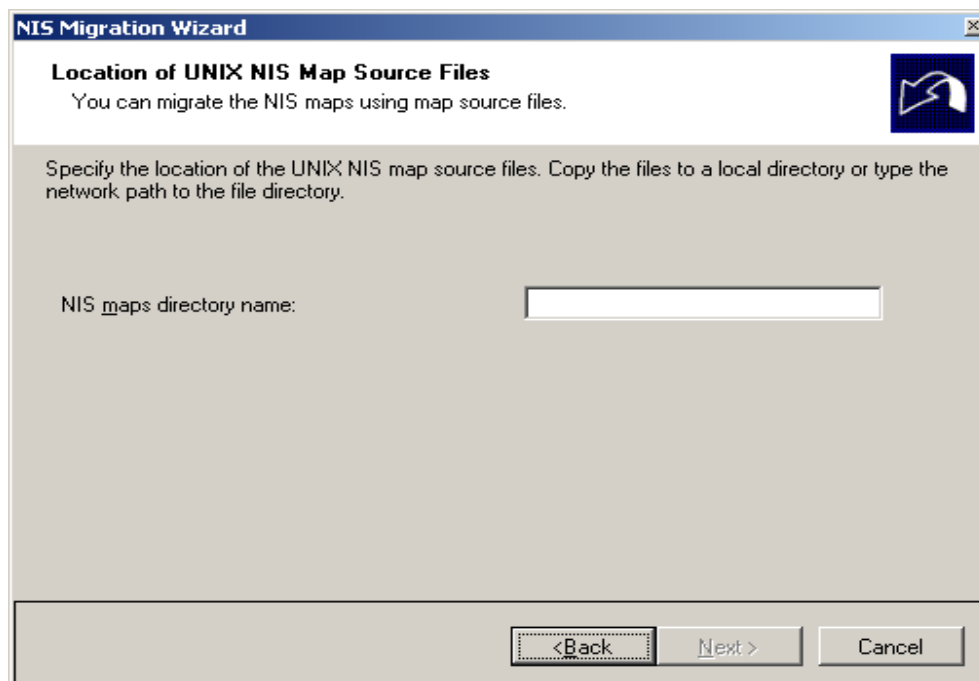 NIS Migration Wizard
Location of UNIX NIS Map Source Files
You can migrate the NIS maps using map source files.
Specify the location of the UNIX NIS map source files. Copy the files to a local directory or type the
network path to the file directory.
NIS maps directory name:
<Back Next > Cancel